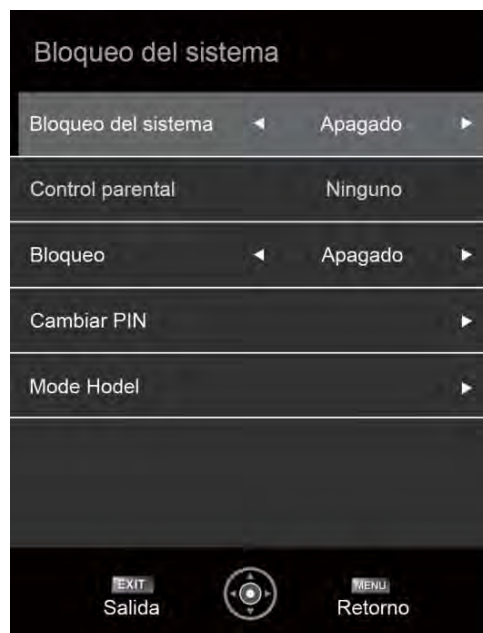 Bloqueo del sistema
Bloqueo del sistema ◄ Apagado ►
Control parental Ninguno
Bloqueo ◄ Apagado ►
Cambiar PIN ►
Mode Hodel ►
EXIT MENU
Salida Retorno